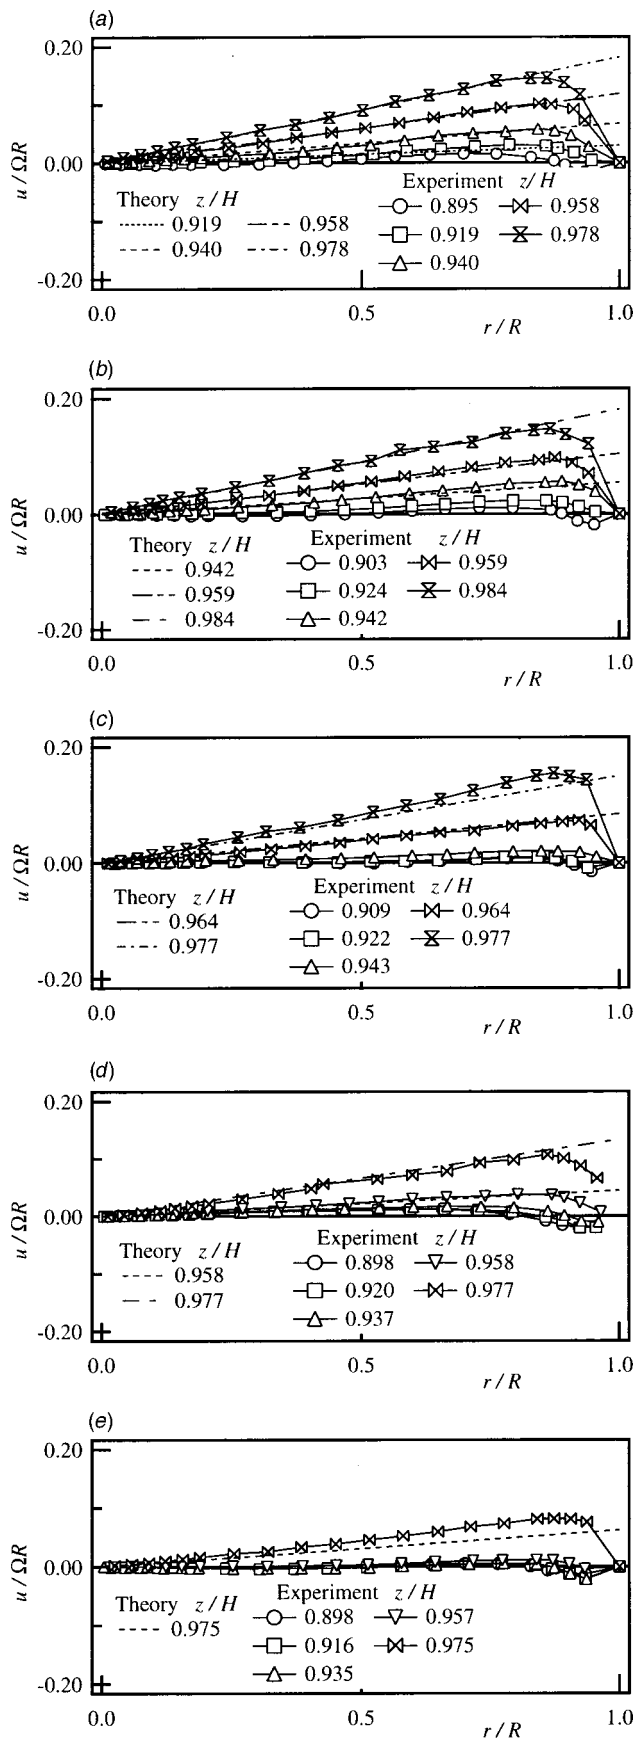 (a)
0.20
0.00
-0.20
u / ΩR
Theory z / H
0.919 0.958
0.940 0.978
Experiment z/H
0.895 0.958
0.919 0.978
0.940
0.0 0.5 1.0
r / R
(b)
0.20
0.00
-0.20
u / ΩR
Theory z / H
0.942
0.959
0.984
Experiment z / H
0.903 0.959
0.924 0.984
0.942
0.0 0.5 1.0
r / R
(c)
0.20
0.00
-0.20
u / ΩR
Theory z / H
0.964
0.977
Experiment z / H
0.909 0.964
0.922 0.977
0.943
0.0 0.5 1.0
r / R
(d)
0.20
0.00
-0.20
u / ΩR
Theory z / H
0.958
0.977
Experiment z / H
0.898 0.958
0.920 0.977
0.937
0.0 0.5 1.0
r / R
(e)
0.20
0.00
-0.20
u / ΩR
Theory z / H
0.975
Experiment z / H
0.898 0.957
0.916 0.975
0.935
0.0 0.5 1.0
r / R